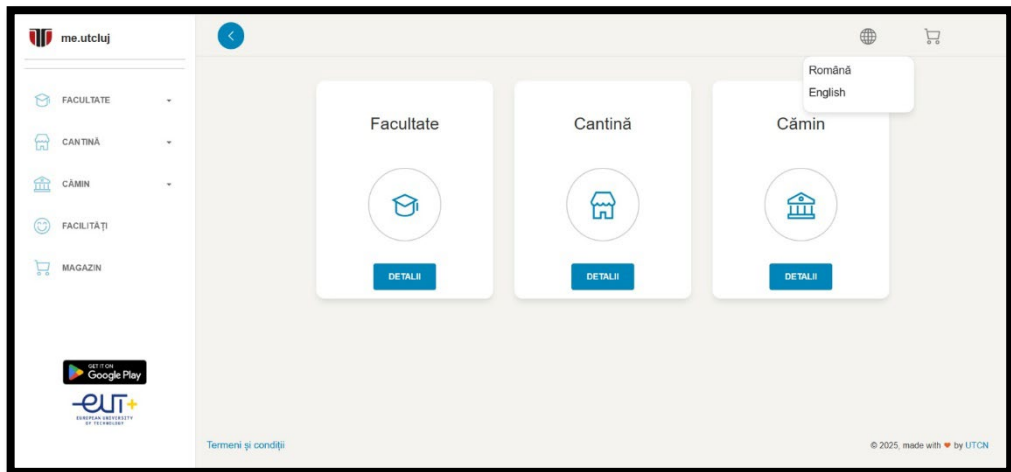 me.utcluj
FACULTATE
CANTINĂ
CĂMIN
FACILITĂȚI
MAGAZIN
GET IT ON
Google Play
EUT+
EUROPEAN UNIVERSITY
OF TECHNOLOGY
Română
English
Facultate
DETALII
Cantină
DETALII
Cămin
DETALII
Termeni și condiții
© 2025, made with ❤ by UTCN